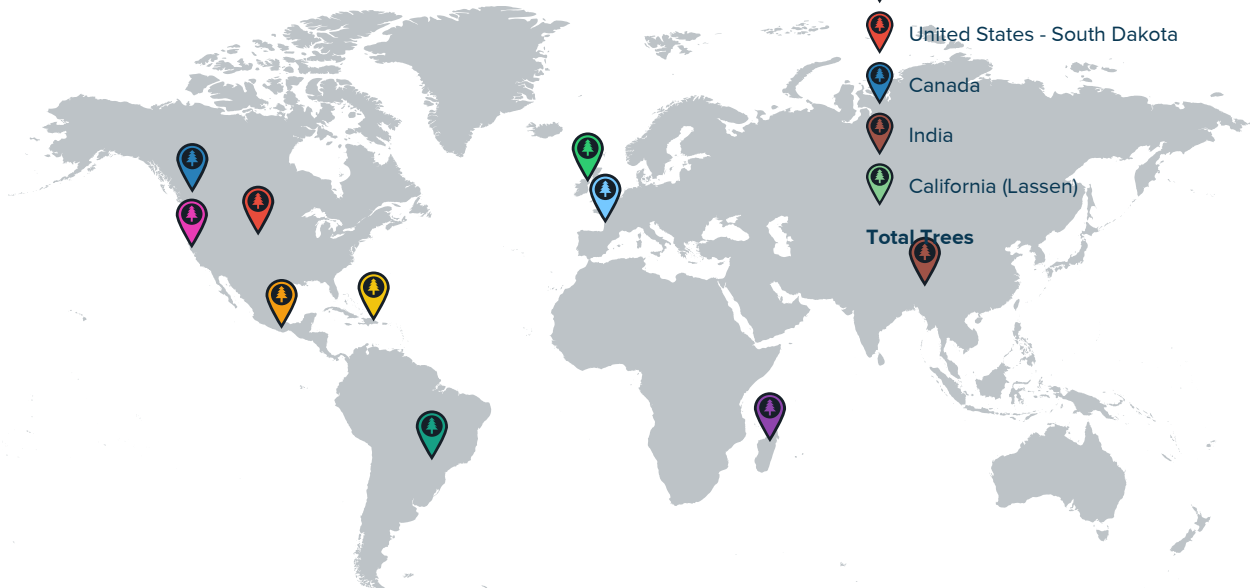 United States - South Dakota
Canada
India
California (Lassen)
Total Trees